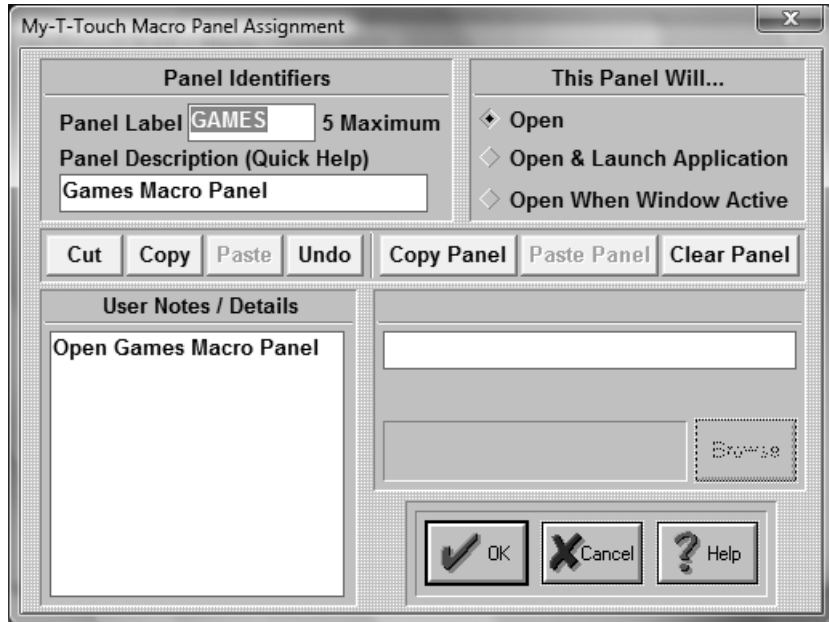 My-T-Touch Macro Panel Assignment
x
Panel Identifiers
Panel Label GAMES 5 Maximum
Panel Description (Quick Help)
Games Macro Panel
This Panel Will...
Open
Open & Launch Application
Open When Window Active
Cut Copy Paste Undo Copy Panel Paste Panel Clear Panel
User Notes / Details
Open Games Macro Panel
Browse
OK Cancel Help